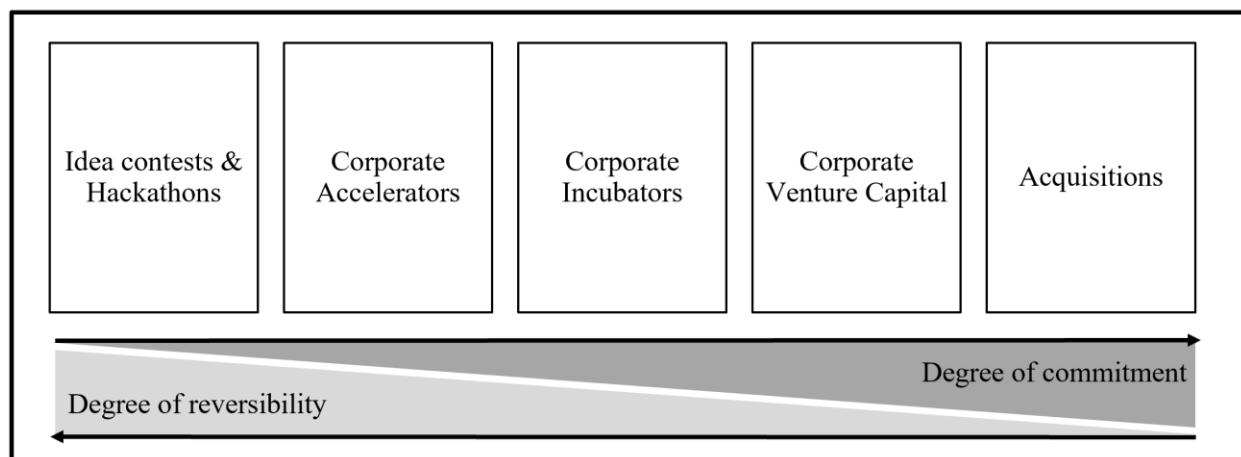 Idea contests &
Hackathons
Corporate
Accelerators
Corporate
Incubators
Corporate
Venture Capital
Acquisitions
Degree of commitment
Degree of reversibility